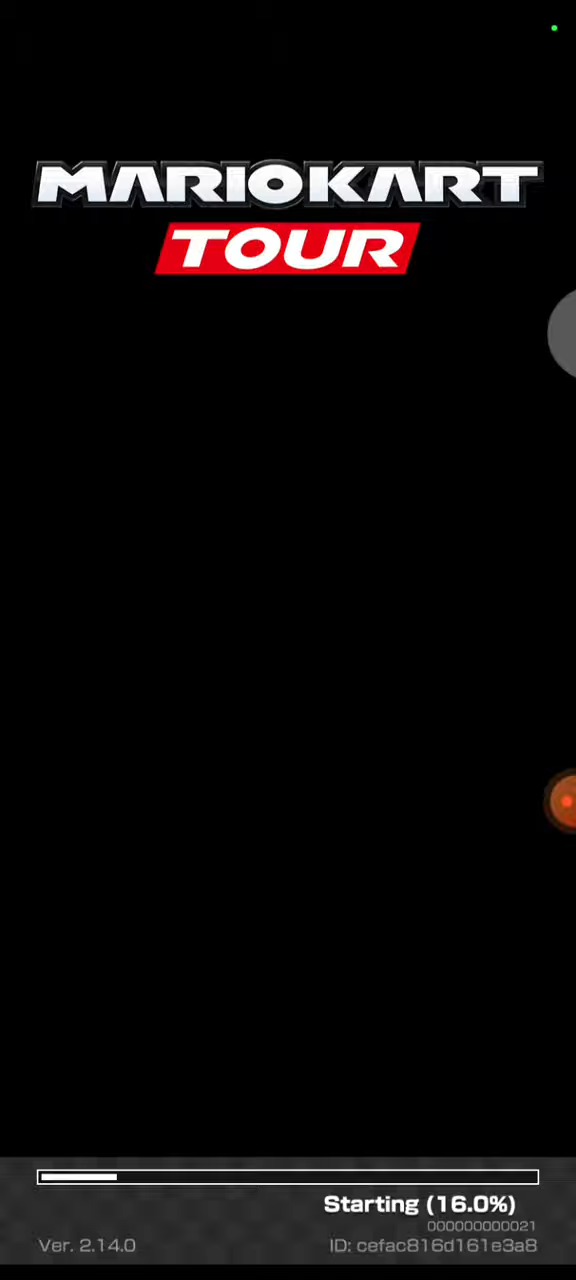 MARIOKART
TOUR
Starting (16.0%)
000000000021
Ver. 2.14.0
ID: cefac816d161e3a8